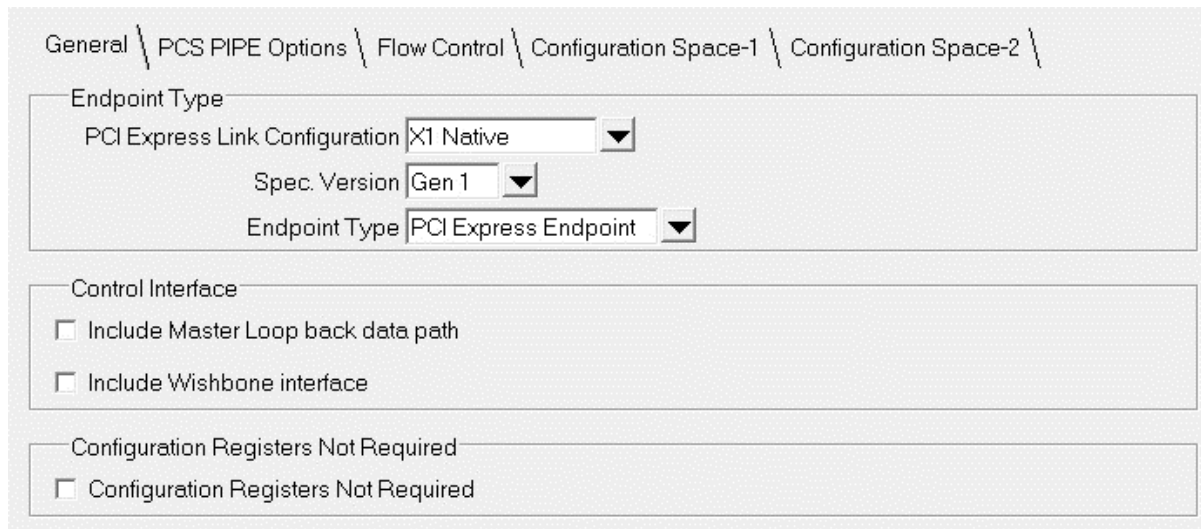 General \ PCS PIPE Options \ Flow Control \ Configuration Space-1 \ Configuration Space-2 \
Endpoint Type
PCI Express Link Configuration X1 Native
Spec. Version Gen 1
Endpoint Type PCI Express Endpoint
Control Interface
Include Master Loop back data path
Include Wishbone interface
Configuration Registers Not Required
Configuration Registers Not Required